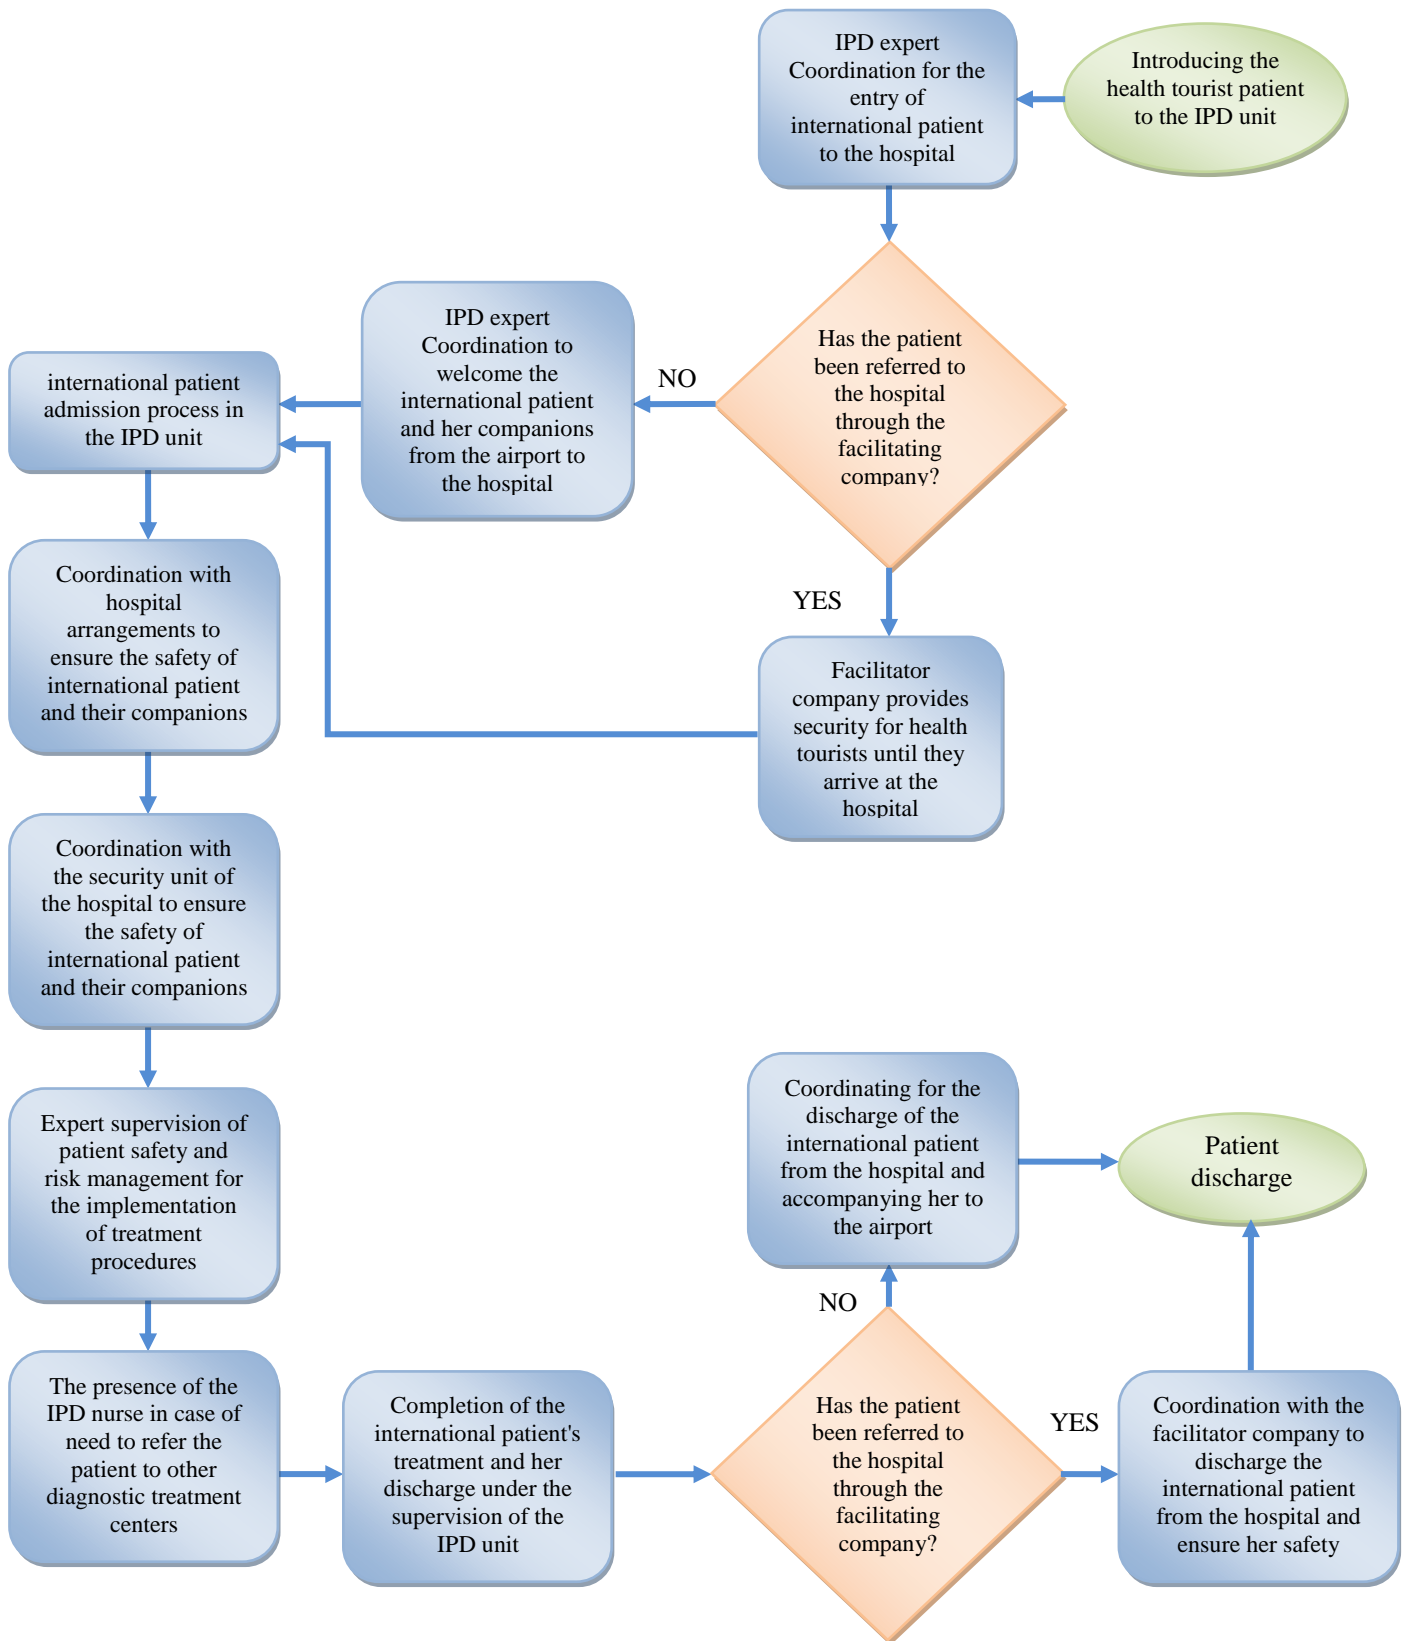 Introducing the
health tourist patient
to the IPD unit
IPD expert
Coordination for the
entry of
international patient
to the hospital
Has the patient
been referred to
the hospital
through the
facilitating
company?
NO
IPD expert
Coordination to
welcome the
international patient
and her companions
from the airport to
the hospital
YES
Facilitator
company provides
security for health
tourists until they
arrive at the
hospital
international patient
admission process in
the IPD unit
Coordination with
hospital
arrangements to
ensure the safety of
international patient
and their companions
Coordination with
the security unit of
the hospital to ensure
the safety of
international patient
and their companions
Expert supervision of
patient safety and
risk management for
the implementation
of treatment
procedures
The presence of the
IPD nurse in case of
need to refer the
patient to other
diagnostic treatment
centers
Completion of the
international patient's
treatment and her
discharge under the
supervision of the
IPD unit
Has the patient
been referred to
the hospital
through the
facilitating
company?
NO
Coordinating for the
discharge of the
international patient
from the hospital and
accompanying her to
the airport
YES
Coordination with the
facilitator company to
discharge the
international patient
from the hospital and
ensure her safety
Patient
discharge